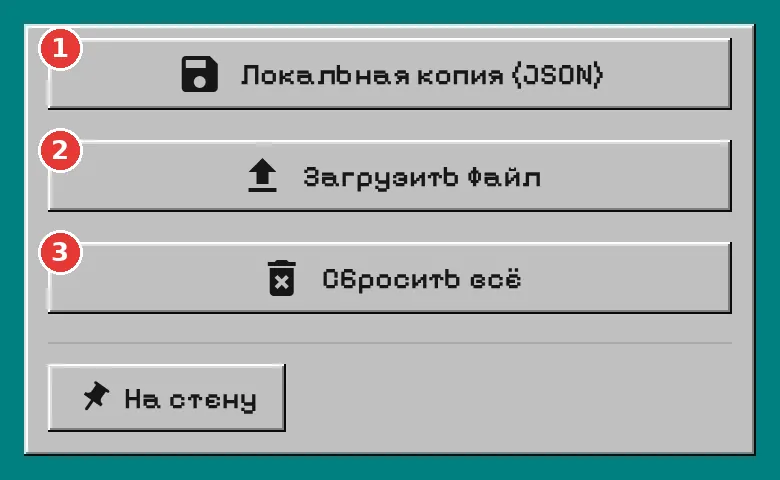 1
Локальная копия (JSON)
2
Загрузить файл
3
Сбросить всё
На стену